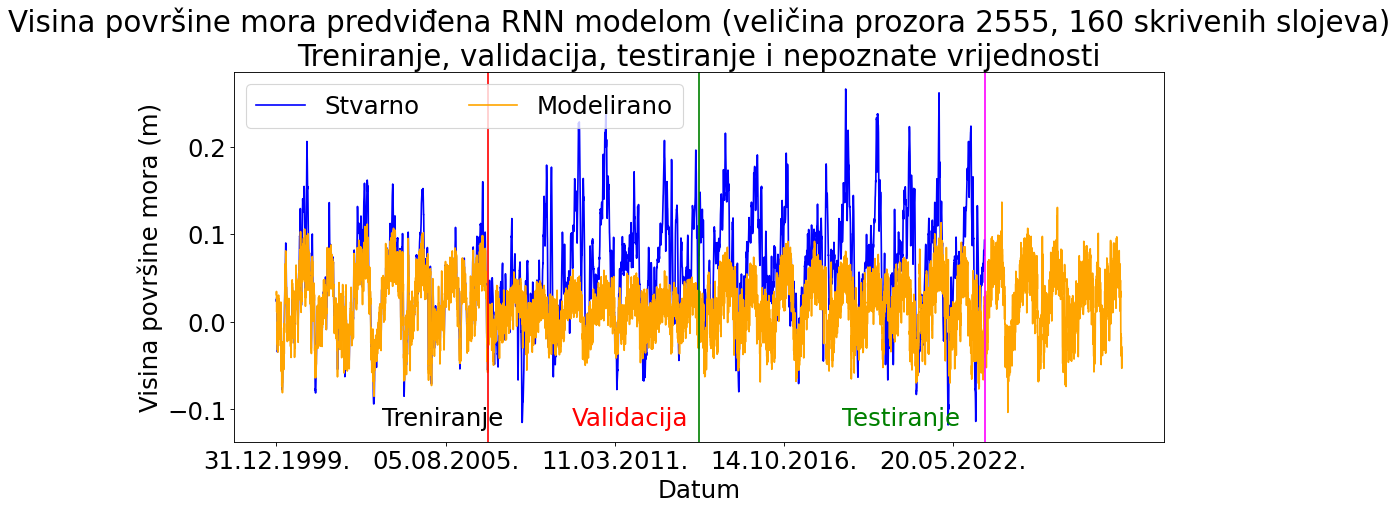 Visina površine mora predviđena RNN modelom (veličina prozora 2555, 160 skrivenih slojeva)
Treniranje, validacija, testiranje i nepoznate vrijednosti
Stvarno
Modelirano
Visina površine mora (m)
0.2
0.1
0.0
−0.1
Treniranje
Validacija
Testiranje
31.12.1999.
05.08.2005.
11.03.2011.
14.10.2016.
20.05.2022.
Datum